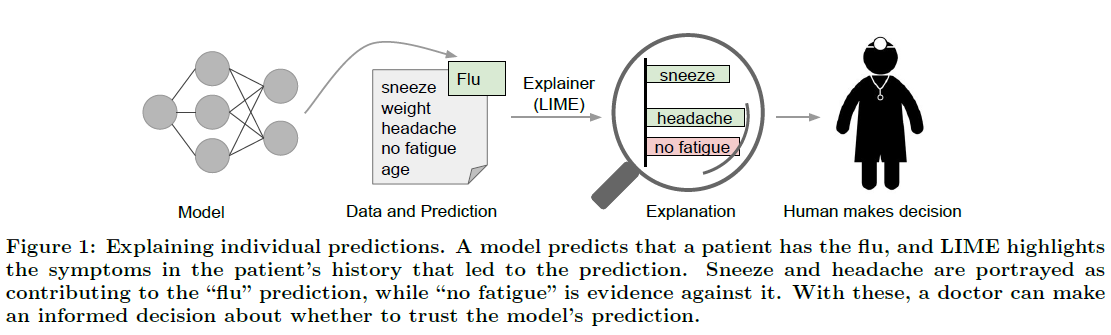 Flu
sneeze
weight
headache
no fatigue
age
Explainer
(LIME)
sneeze
headache
no fatigue
Model
Data and Prediction
Explanation
Human makes decision
Figure 1: Explaining individual predictions. A model predicts that a patient has the flu, and LIME highlights
the symptoms in the patient's history that led to the prediction. Sneeze and headache are portrayed as
contributing to the “flu” prediction, while “no fatigue” is evidence against it. With these, a doctor can make
an informed decision about whether to trust the model's prediction.